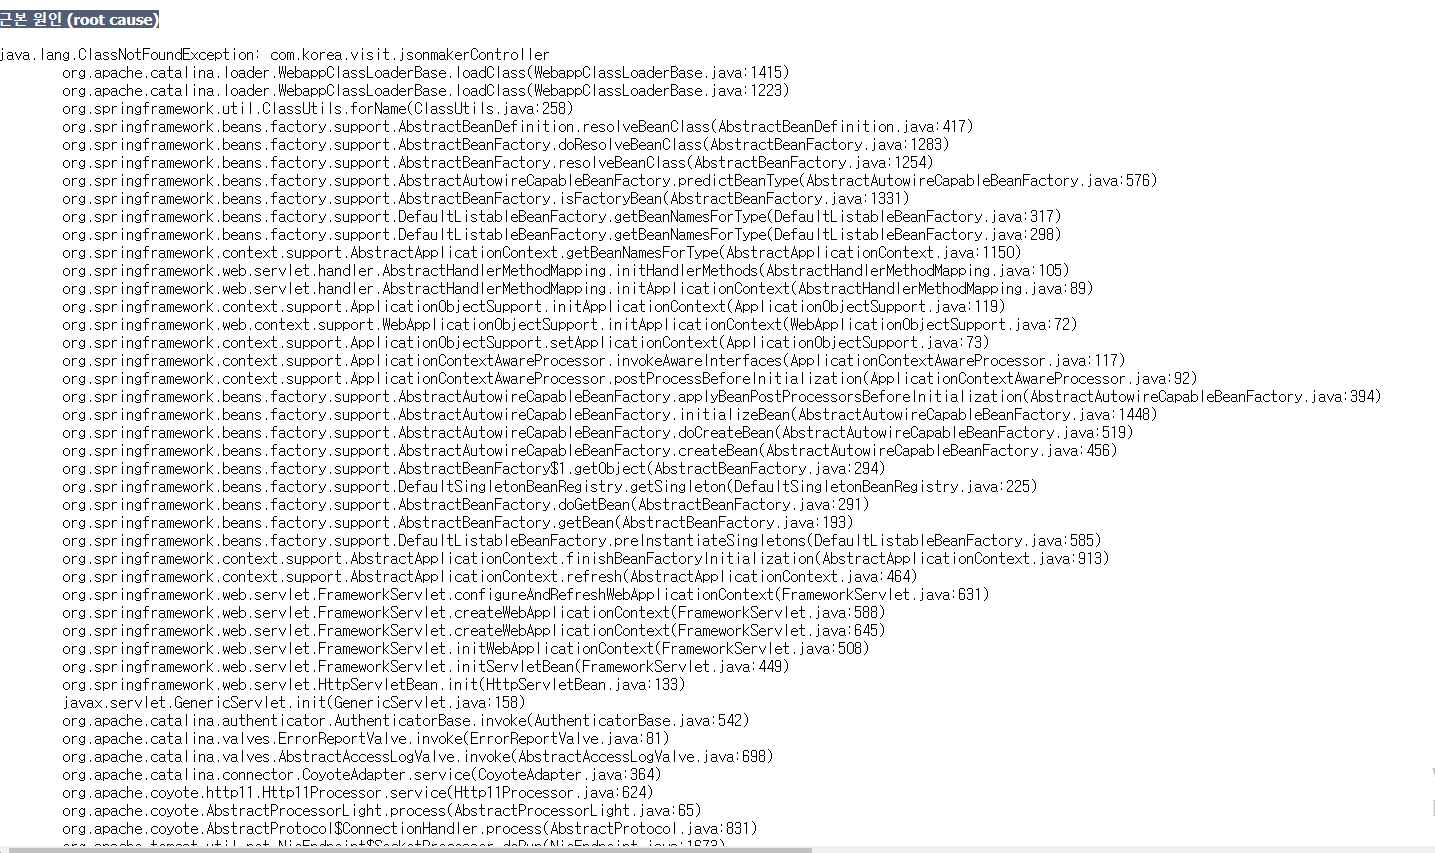 근본 원인 (root cause)
java.lang.ClassNotFoundException: com.korea.visit.jsonmakerController
org.apache.catalina.loader.WebappClassLoaderBase.loadClass(WebappClassLoaderBase.java:1415)
org.apache.catalina.loader.WebappClassLoaderBase.loadClass(WebappClassLoaderBase.java:1223)
org.springframework.util.ClassUtils.forName(ClassUtils.java:258)
org.springframework.beans.factory.support.AbstractBeanDefinition.resolveBeanClass(AbstractBeanDefinition.java:417)
org.springframework.beans.factory.support.AbstractBeanFactory.doResolveBeanClass(AbstractBeanFactory.java:1283)
org.springframework.beans.factory.support.AbstractBeanFactory.resolveBeanClass(AbstractBeanFactory.java:1254)
org.springframework.beans.factory.support.AbstractAutowireCapableBeanFactory.predictBeanType(AbstractAutowireCapableBeanFactory.java:576)
org.springframework.beans.factory.support.AbstractBeanFactory.isFactoryBean(AbstractBeanFactory.java:1331)
org.springframework.beans.factory.support.DefaultListableBeanFactory.getBeanNamesForType(DefaultListableBeanFactory.java:317)
org.springframework.beans.factory.support.DefaultListableBeanFactory.getBeanNamesForType(DefaultListableBeanFactory.java:298)
org.springframework.context.support.AbstractApplicationContext.getBeanNamesForType(AbstractApplicationContext.java:1150)
org.springframework.web.servlet.handler.AbstractHandlerMethodMapping.initHandlerMethods(AbstractHandlerMethodMapping.java:105)
org.springframework.web.servlet.handler.AbstractHandlerMethodMapping.initApplicationContext(AbstractHandlerMethodMapping.java:89)
org.springframework.context.support.ApplicationObjectSupport.initApplicationContext(ApplicationObjectSupport.java:119)
org.springframework.web.context.support.WebApplicationObjectSupport.initApplicationContext(WebApplicationObjectSupport.java:72)
org.springframework.context.support.ApplicationObjectSupport.setApplicationContext(ApplicationObjectSupport.java:73)
org.springframework.context.support.ApplicationContextAwareProcessor.invokeAwareInterfaces(ApplicationContextAwareProcessor.java:117)
org.springframework.context.support.ApplicationContextAwareProcessor.postProcessBeforeInitialization(ApplicationContextAwareProcessor.java:92)
org.springframework.beans.factory.support.AbstractAutowireCapableBeanFactory.applyBeanPostProcessorsBeforeInitialization(AbstractAutowireCapableBeanFactory.java:394)
org.springframework.beans.factory.support.AbstractAutowireCapableBeanFactory.initializeBean(AbstractAutowireCapableBeanFactory.java:1448)
org.springframework.beans.factory.support.AbstractAutowireCapableBeanFactory.doCreateBean(AbstractAutowireCapableBeanFactory.java:519)
org.springframework.beans.factory.support.AbstractAutowireCapableBeanFactory.createBean(AbstractAutowireCapableBeanFactory.java:456)
org.springframework.beans.factory.support.AbstractBeanFactory$1.getObject(AbstractBeanFactory.java:294)
org.springframework.beans.factory.support.DefaultSingletonBeanRegistry.getSingleton(DefaultSingletonBeanRegistry.java:225)
org.springframework.beans.factory.support.AbstractBeanFactory.doGetBean(AbstractBeanFactory.java:291)
org.springframework.beans.factory.support.AbstractBeanFactory.getBean(AbstractBeanFactory.java:193)
org.springframework.beans.factory.support.DefaultListableBeanFactory.preInstantiateSingletons(DefaultListableBeanFactory.java:585)
org.springframework.context.support.AbstractApplicationContext.finishBeanFactoryInitialization(AbstractApplicationContext.java:913)
org.springframework.context.support.AbstractApplicationContext.refresh(AbstractApplicationContext.java:464)
org.springframework.web.servlet.FrameworkServlet.configureAndRefreshWebApplicationContext(FrameworkServlet.java:631)
org.springframework.web.servlet.FrameworkServlet.createWebApplicationContext(FrameworkServlet.java:588)
org.springframework.web.servlet.FrameworkServlet.createWebApplicationContext(FrameworkServlet.java:645)
org.springframework.web.servlet.FrameworkServlet.initWebApplicationContext(FrameworkServlet.java:508)
org.springframework.web.servlet.FrameworkServlet.initServletBean(FrameworkServlet.java:449)
org.springframework.web.servlet.HttpServletBean.init(HttpServletBean.java:133)
javax.servlet.GenericServlet.init(GenericServlet.java:158)
org.apache.catalina.authenticator.AuthenticatorBase.invoke(AuthenticatorBase.java:542)
org.apache.catalina.valves.ErrorReportValve.invoke(ErrorReportValve.java:81)
org.apache.catalina.valves.AbstractAccessLogValve.invoke(AbstractAccessLogValve.java:698)
org.apache.catalina.connector.CoyoteAdapter.service(CoyoteAdapter.java:364)
org.apache.coyote.http11.Http11Processor.service(Http11Processor.java:624)
org.apache.coyote.AbstractProcessorLight.process(AbstractProcessorLight.java:65)
org.apache.coyote.AbstractProtocol$ConnectionHandler.process(AbstractProtocol.java:831)
org.apache.tomcat.util.net.NioEndpoint$SocketProcessor.doRun(NioEndpoint.java:1673)